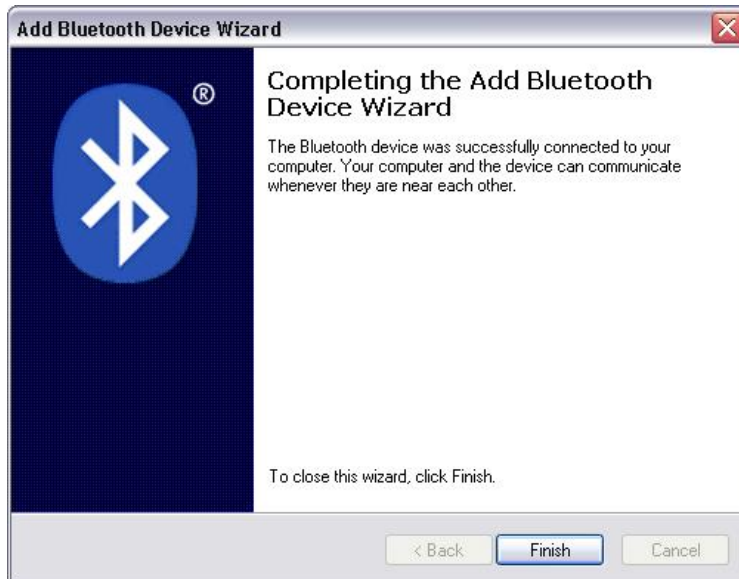 Add Bluetooth Device Wizard
®
Completing the Add Bluetooth
Device Wizard
The Bluetooth device was successfully connected to your
computer. Your computer and the device can communicate
whenever they are near each other.
To close this wizard, click Finish.
< Back Finish Cancel